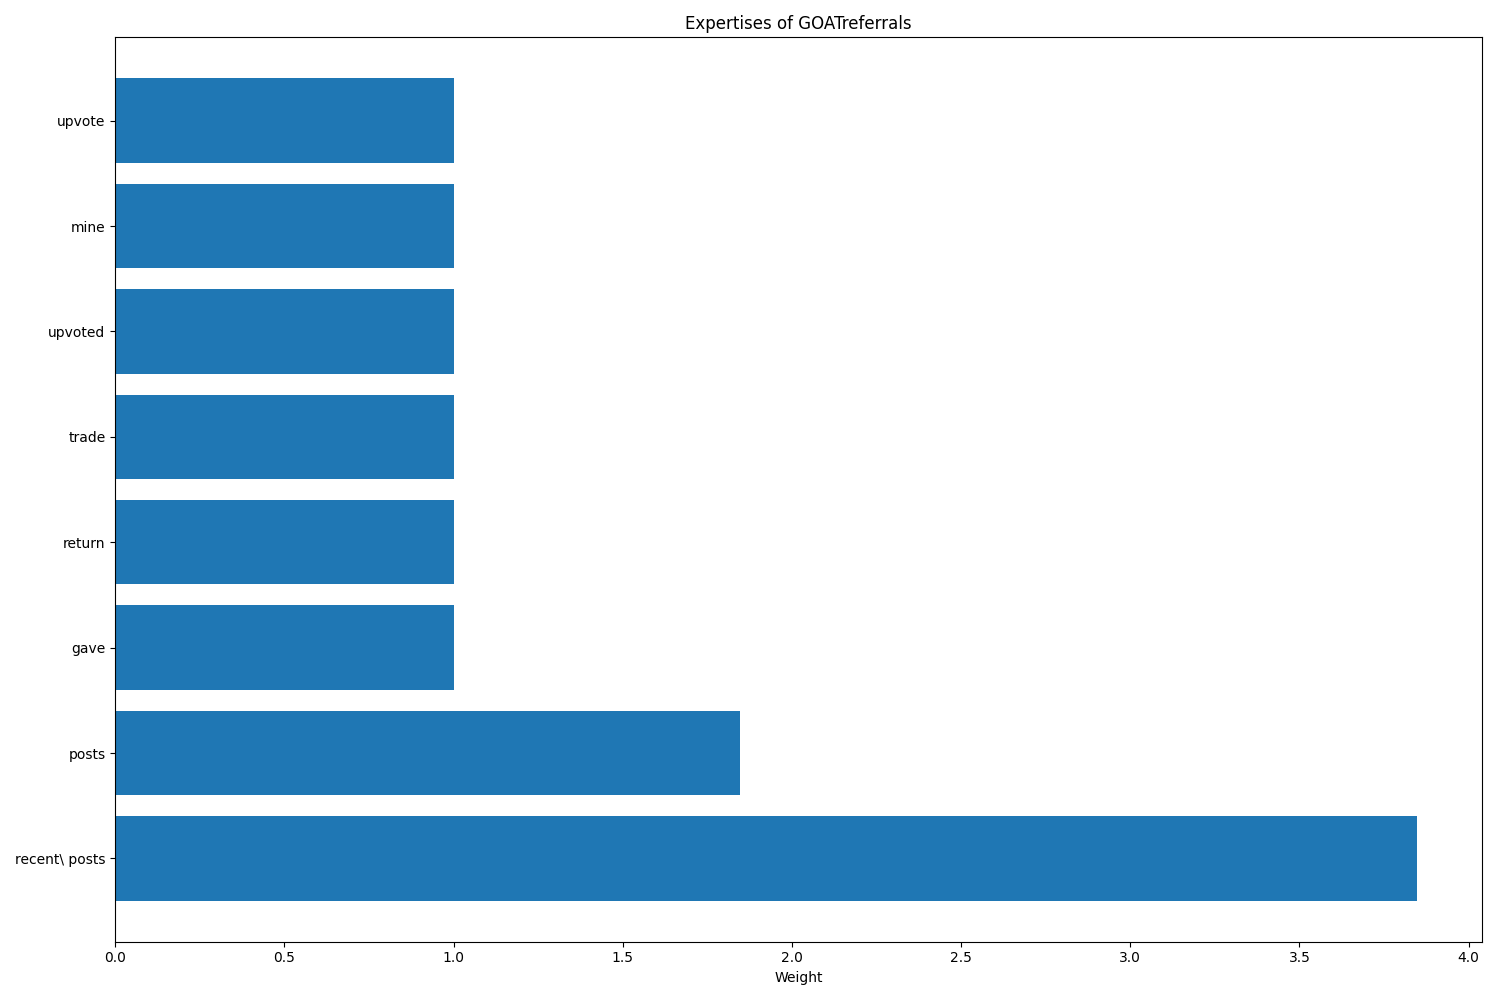 Expertises of GOATreferrals
upvote
mine
upvoted
trade
return
gave
posts
recent\ posts
0.0 0.5 1.0 1.5 2.0 2.5 3.0 3.5 4.0
Weight